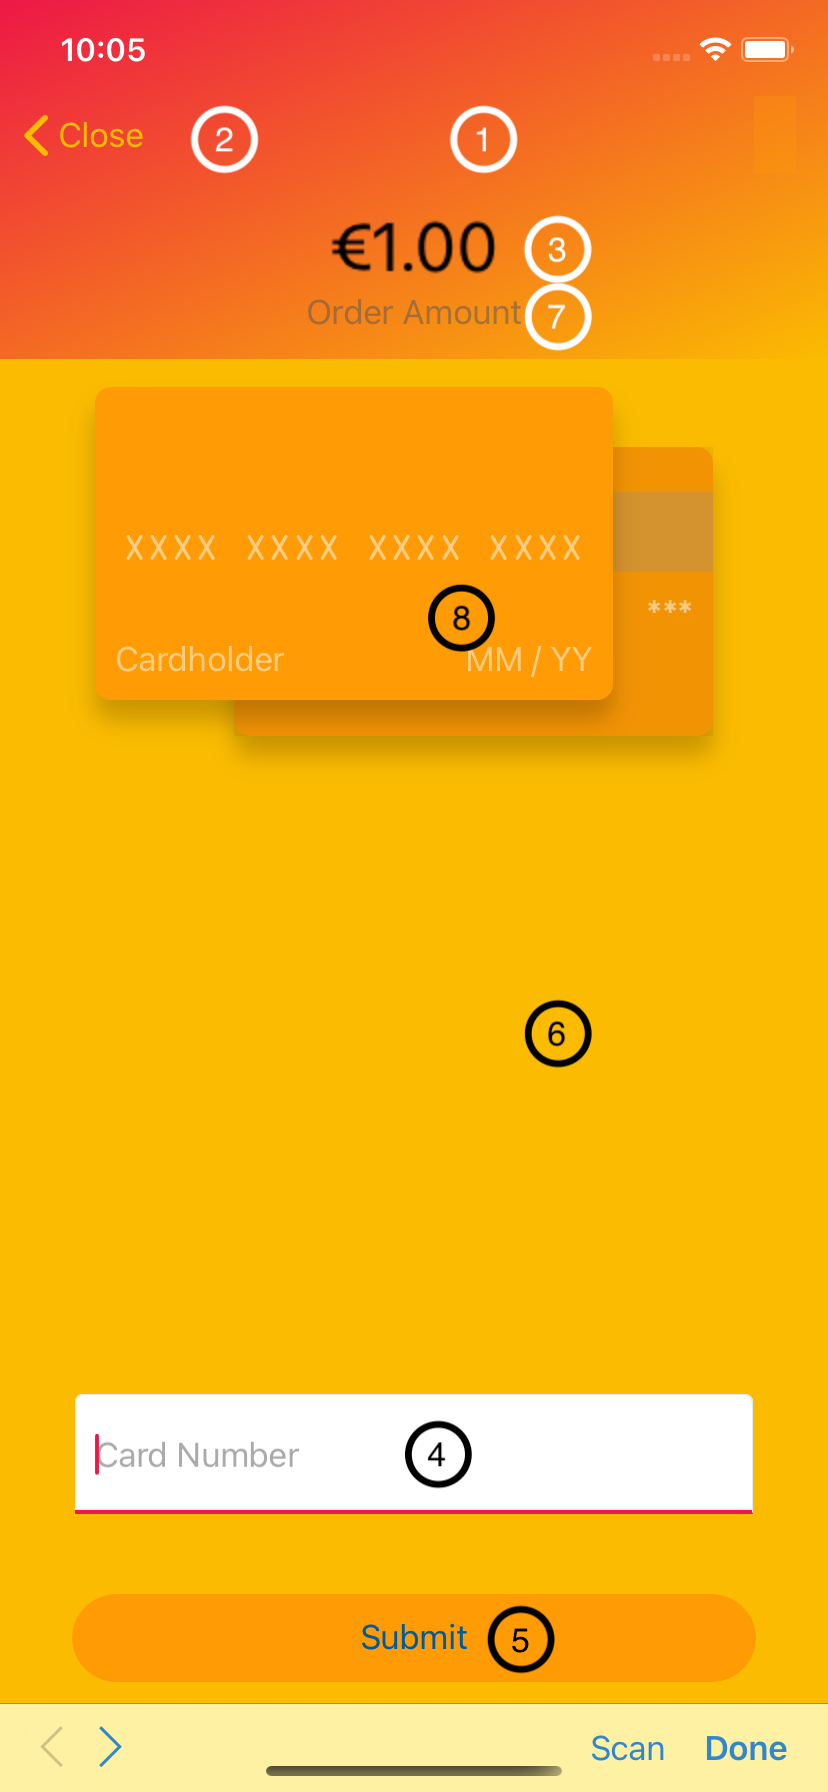 10:05
Close 2 1
€1.00 3
Order Amount 7
XXXX XXXX XXXX XXXX
***
8
Cardholder MM / YY
6
Card Number 4
Submit 5
Scan Done